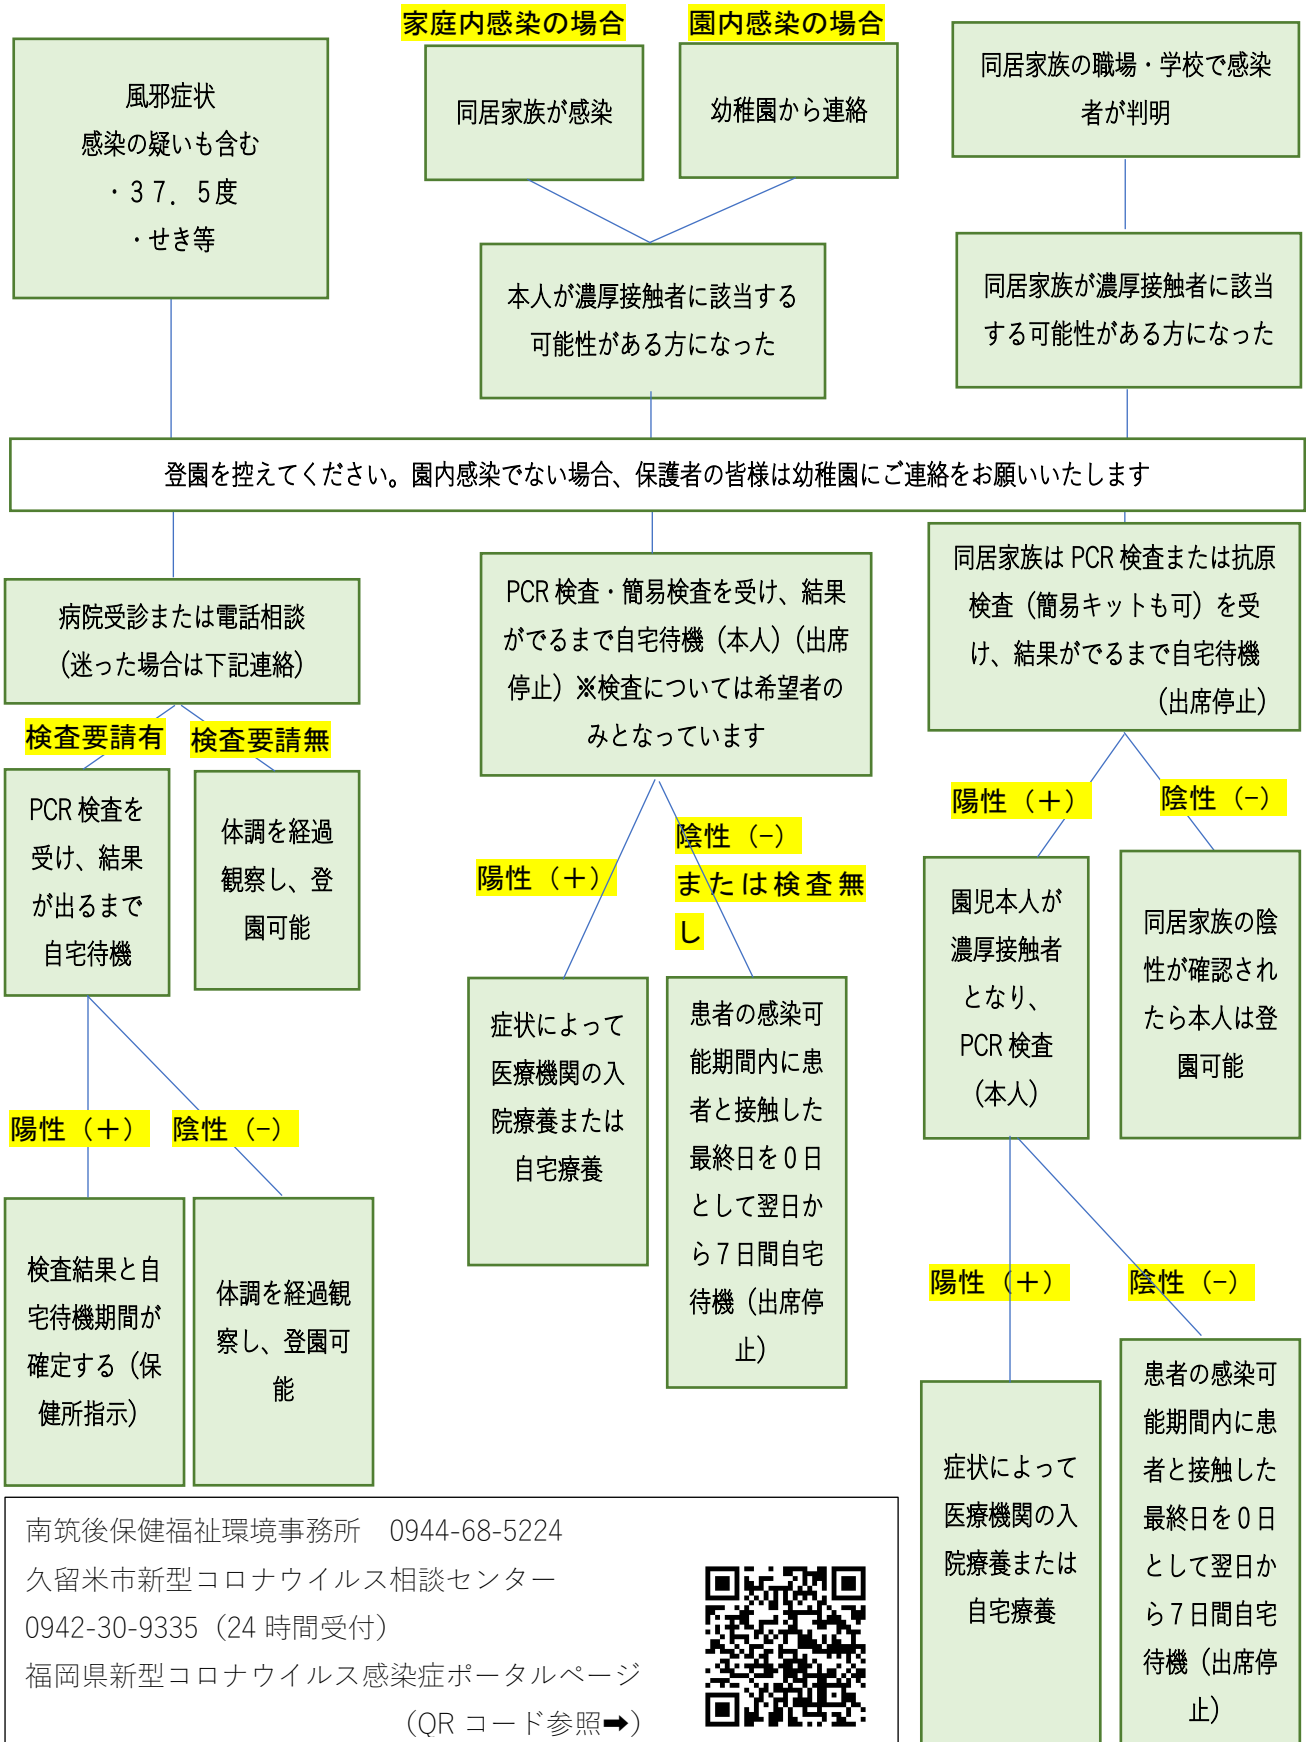 家庭内感染の場合
園内感染の場合
風邪症状
感染の疑いも含む
・３７．５度
・せき等
同居家族が感染
幼稚園から連絡
同居家族の職場・学校で感染
者が判明
本人が濃厚接触者に該当する
可能性がある方になった
同居家族が濃厚接触者に該当
する可能性がある方になった
登園を控えてください。園内感染でない場合、保護者の皆様は幼稚園にご連絡をお願いいたします
病院受診または電話相談
（迷った場合は下記連絡）
検査要請有
検査要請無
PCR 検査を
受け、結果
が出るまで
自宅待機
体調を経過
観察し、登
園可能
陽性（＋）
陰性（−）
検査結果と自
宅待機期間が
確定する（保
健所指示）
体調を経過観
察し、登園可
能
PCR 検査・簡易検査を受け、結果
がでるまで自宅待機（本人）（出席
停止）※検査については希望者の
みとなっています
陽性（＋）
陰性（−）
または検査無
し
症状によって
医療機関の入
院療養または
自宅療養
患者の感染可
能期間内に患
者と接触した
最終日を０日
として翌日か
ら７日間自宅
待機（出席停
止）
同居家族は PCR 検査または抗原
検査（簡易キットも可）を受
け、結果がでるまで自宅待機
（出席停止）
陽性（＋）
陰性（−）
園児本人が
濃厚接触者
となり、
PCR 検査
（本人）
同居家族の陰
性が確認され
たら本人は登
園可能
陽性（＋）
陰性（−）
症状によって
医療機関の入
院療養または
自宅療養
患者の感染可
能期間内に患
者と接触した
最終日を０日
として翌日か
ら７日間自宅
待機（出席停
止）
南筑後保健福祉環境事務所　0944-68-5224
久留米市新型コロナウイルス相談センター
0942-30-9335（24 時間受付）
福岡県新型コロナウイルス感染症ポータルページ
（QR コード参照➡）